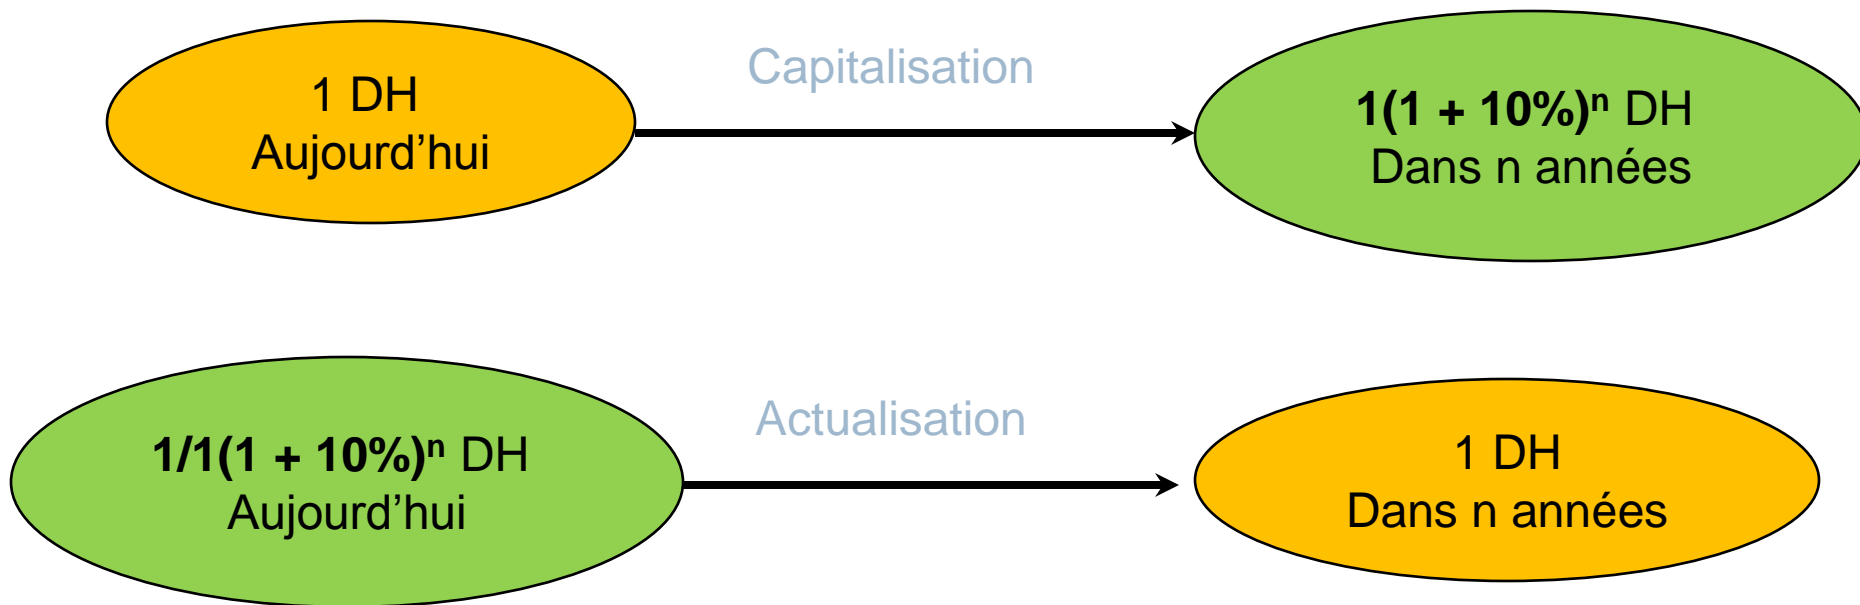 1 DH
Aujourd’hui
Capitalisation
1(1 + 10%)ⁿ DH
Dans n années
1/1(1 + 10%)ⁿ DH
Aujourd’hui
Actualisation
1 DH
Dans n années